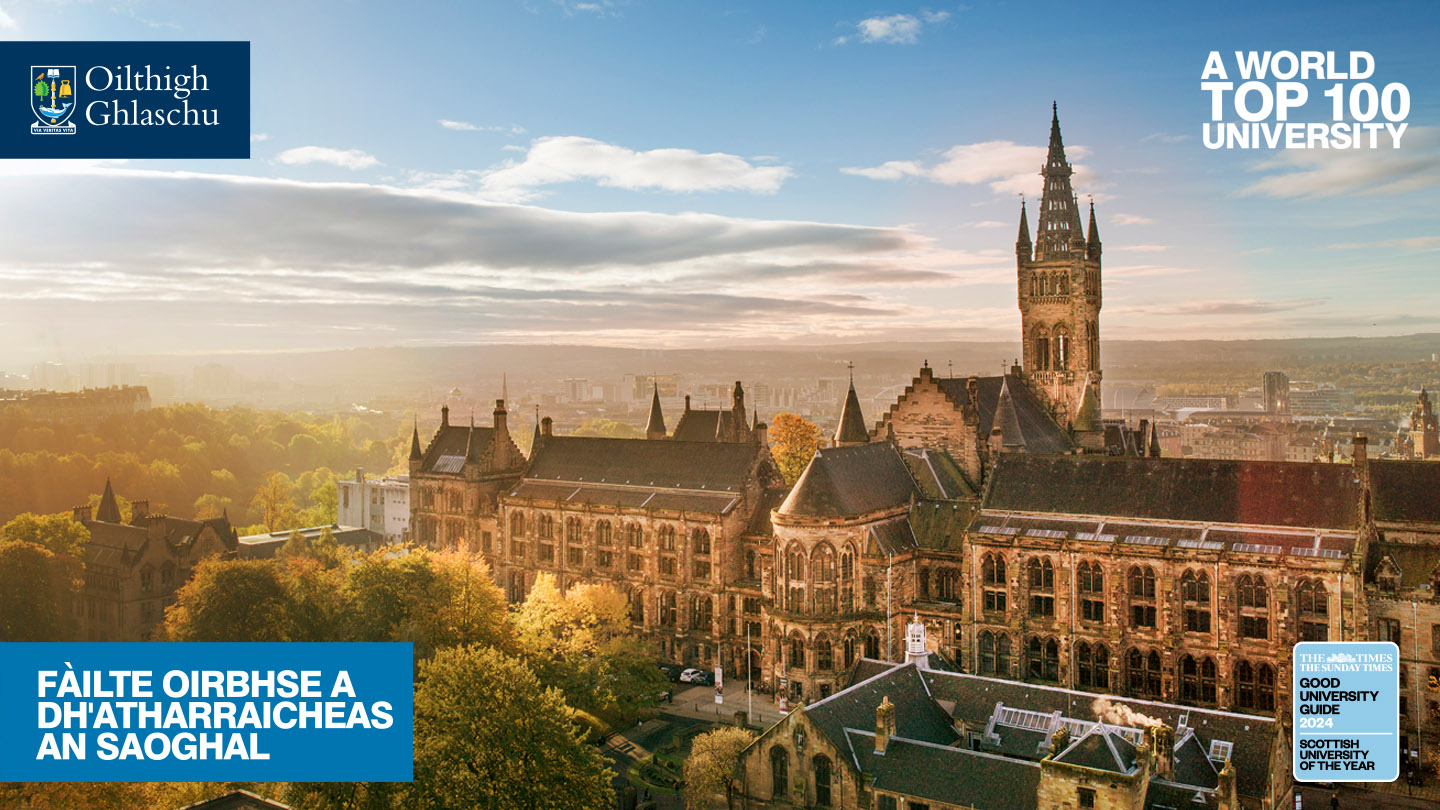 Oilthigh
Ghlaschu
VIA VERITAS VITA
A WORLD
TOP 100
UNIVERSITY
FÀILTE OIRBHSE A
DH'ATHARRAICHEAS
AN SAOGHAL
THE TIMES
THE SUNDAY TIMES
GOOD
UNIVERSITY
GUIDE
2024
SCOTTISH
UNIVERSITY
OF THE YEAR